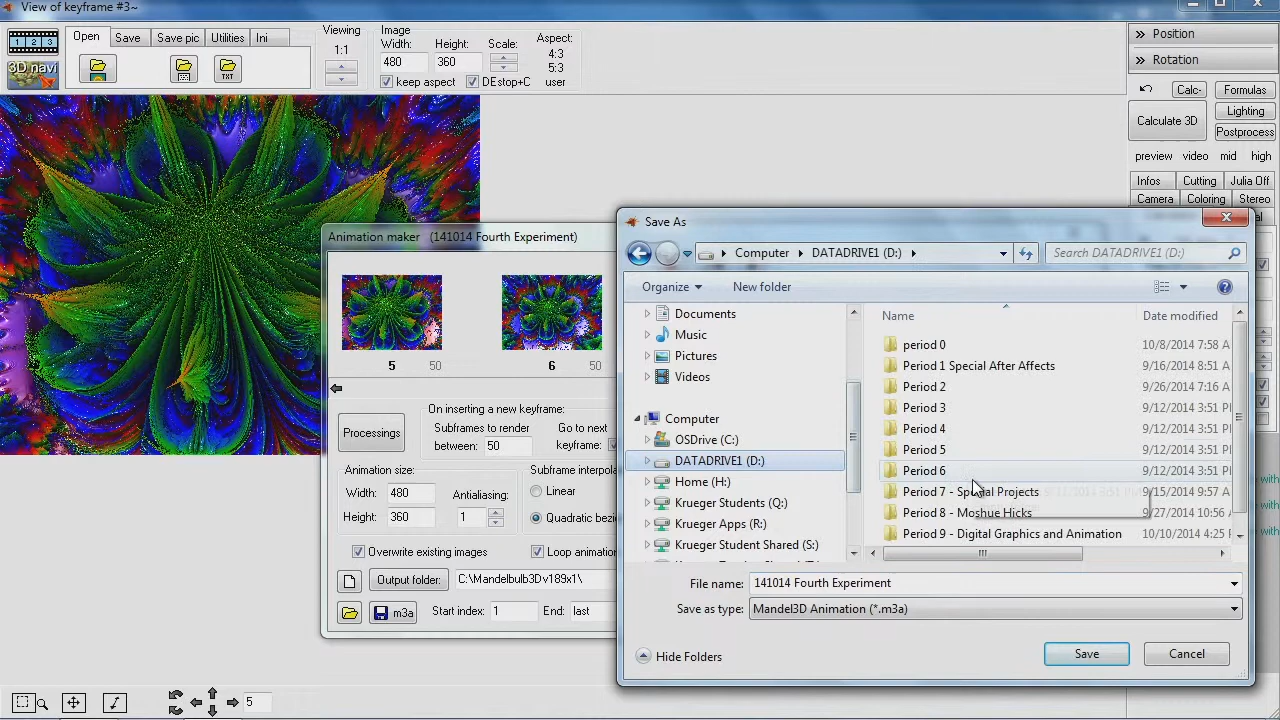 View of keyframe #3~
Open Save Save pic Utilities Ini
Viewing
1:1
Image
Width: Height: Scale:
480 360
keep aspect DEstop+C
Aspect:
4:3
5:3
user
1 2 3
3D navi
TXT
Position
Rotation
Calc- Formulas
Calculate 3D Lighting
Postprocess
preview video mid high
Infos Cutting Julia Off
Camera Coloring Stereo
Animation maker (141014 Fourth Experiment)
5 50 6 50
Processings
On inserting a new keyframe:
Subframes to render Go to next
between: 50 keyframe:
Animation size:
Width: 480 Antialiasing:
Height: 360 1
Linear
Overwrite existing images Loop animation
Output folder: C:\Mandelbulb3Dv189x1\
m3a Start index: 1 End: last
Save As
Computer DATADRIVE1 (D:) Search DATADRIVE1 (D:)
Organize New folder
Documents
Music
Pictures
Videos
Computer
OSDrive (C:)
DATADRIVE1 (D:)
Home (H:)
Krueger Students (Q:)
Krueger Apps (R:)
Krueger Student Shared (S:)
Name Date modified
period 0 10/8/2014 7:58 A
Period 1 Special After Affects 9/16/2014 8:51 A
Period 2 9/26/2014 7:16 A
Period 3 9/12/2014 3:51 P
Period 4 9/12/2014 3:51 P
Period 5 9/12/2014 3:51 P
Period 6 9/12/2014 3:51 P
Period 7 - Special Projects 9/15/2014 9:57 A
Period 8 - Moshue Hicks 9/27/2014 10:56
Period 9 - Digital Graphics and Animation 10/10/2014 4:25
File name: 141014 Fourth Experiment
Save as type: Mandel3D Animation (*.m3a)
Hide Folders Save Cancel
5